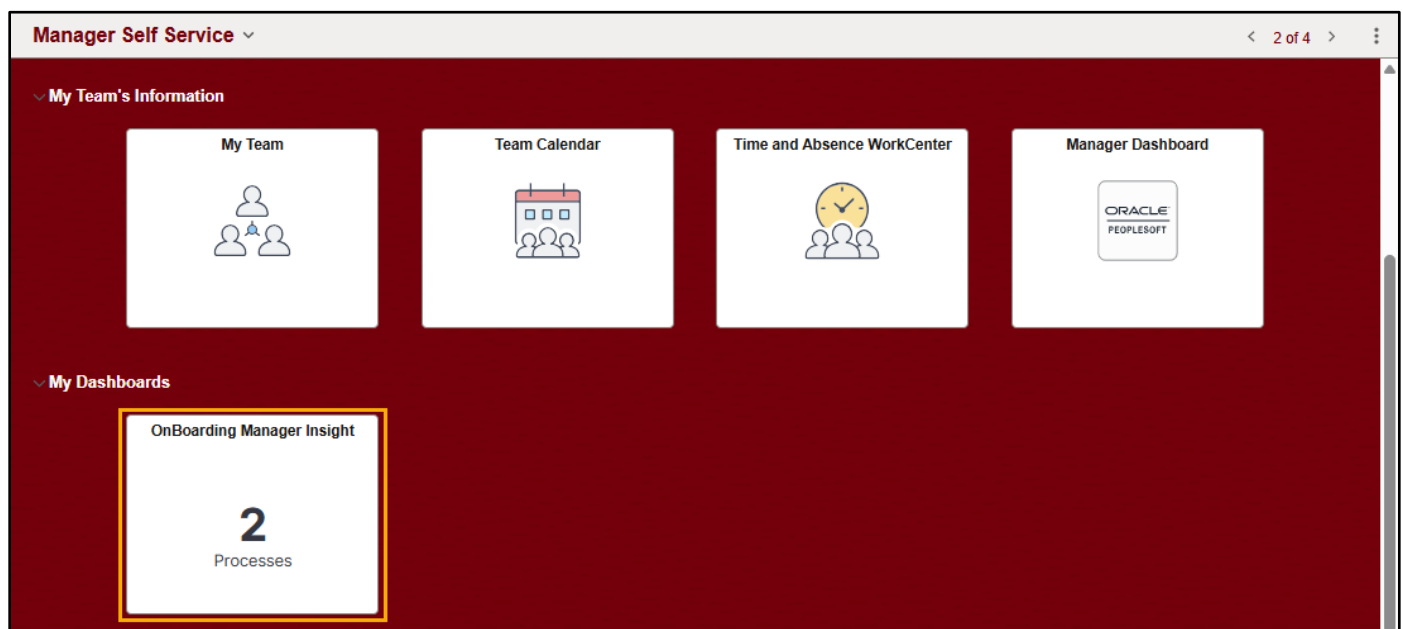 Manager Self Service
2 of 4
My Team's Information
My Team
Team Calendar
Time and Absence WorkCenter
Manager Dashboard
ORACLE
PEOPLESOFT
My Dashboards
OnBoarding Manager Insight
2
Processes